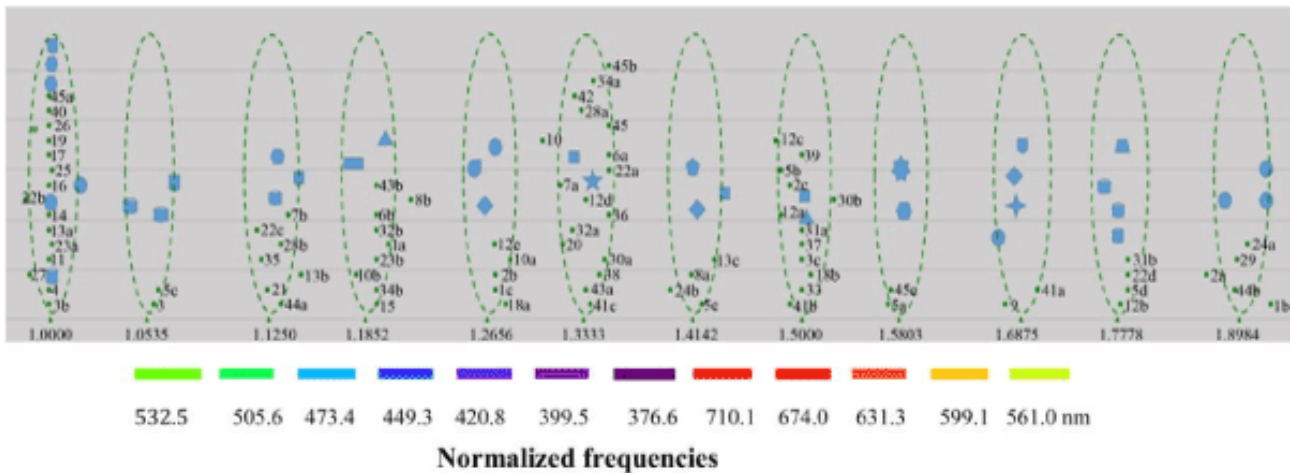 45b
34a
45a 42
40 28a
26 45
19 10 12c
17 6a 39
25 22a 5b
16 43b 7a 2c
22b 8b 12d 30b
14 7b 6b 36 12a
13a 22c 32b 32a 31a
23a 28b 1a 12e 20 37 24a
11 35 23b 10a 30a 13c 3c 31b 29
27 13b 10b 2b 38 8a 18b 22d 2a
4 5c 21 34b 1c 43a 24b 33 45c 41a 5d 44b
3b 3 44a 15 18a 41c 5c 41b 5a 9 12b 1b
1.0000 1.0535 1.1250 1.1852 1.2656 1.3333 1.4142 1.5000 1.5803 1.6875 1.7778 1.8984
532.5 505.6 473.4 449.3 420.8 399.5 376.6 710.1 674.0 631.3 599.1 561.0 nm
Normalized frequencies